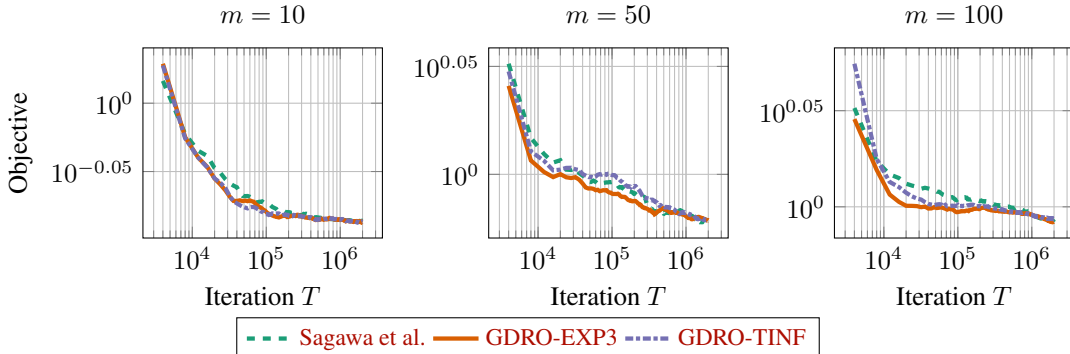 m = 10
m = 50
m = 100
Objective
10^0
10^−0.05
10^0.05
10^0
10^0.05
10^0
10^4
10^5
10^6
10^4
10^5
10^6
10^4
10^5
10^6
Iteration T
Iteration T
Iteration T
Sagawa et al. GDRO-EXP3 GDRO-TINF